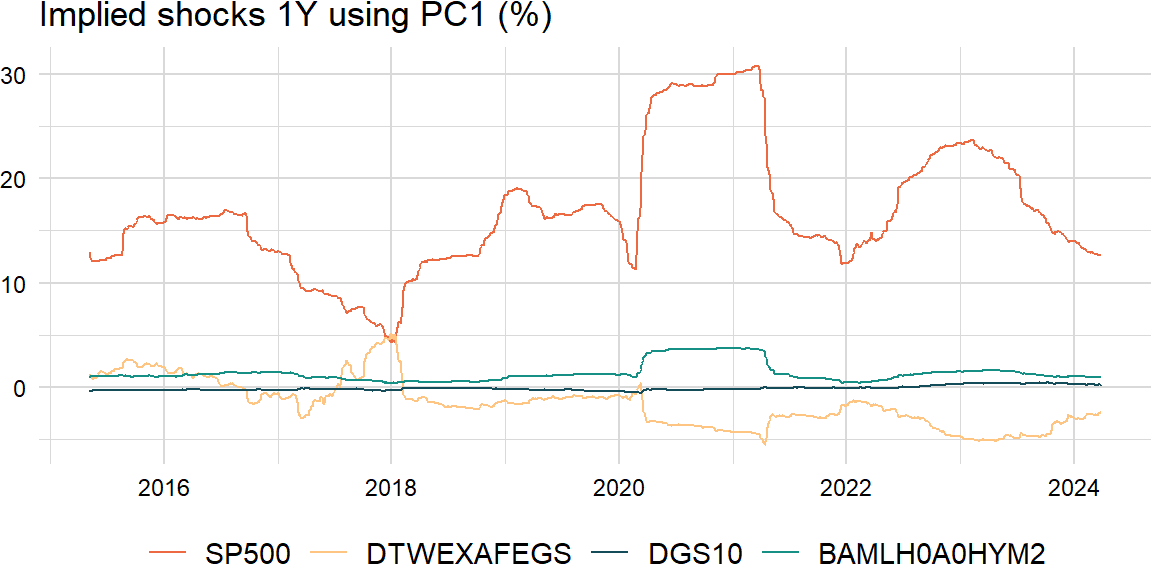 Implied shocks 1Y using PC1 (%)
30
20
10
0
2016 2018 2020 2022 2024
SP500 DTWEXAFEGS DGS10 BAMLH0A0HYM2